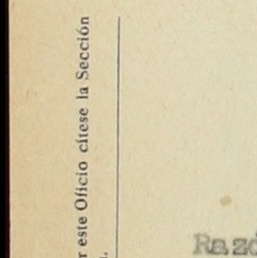 r este Oficio cítese la Sección
l.
Razó